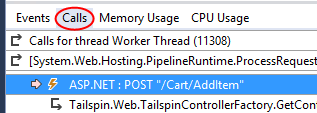 Events Calls Memory Usage CPU Usage
Calls for thread Worker Thread (11308)
[System.Web.Hosting.PipelineRuntime.ProcessRequest
ASP.NET : POST "/Cart/AddItem"
Tailspin.Web.TailspinControllerFactory.GetCont